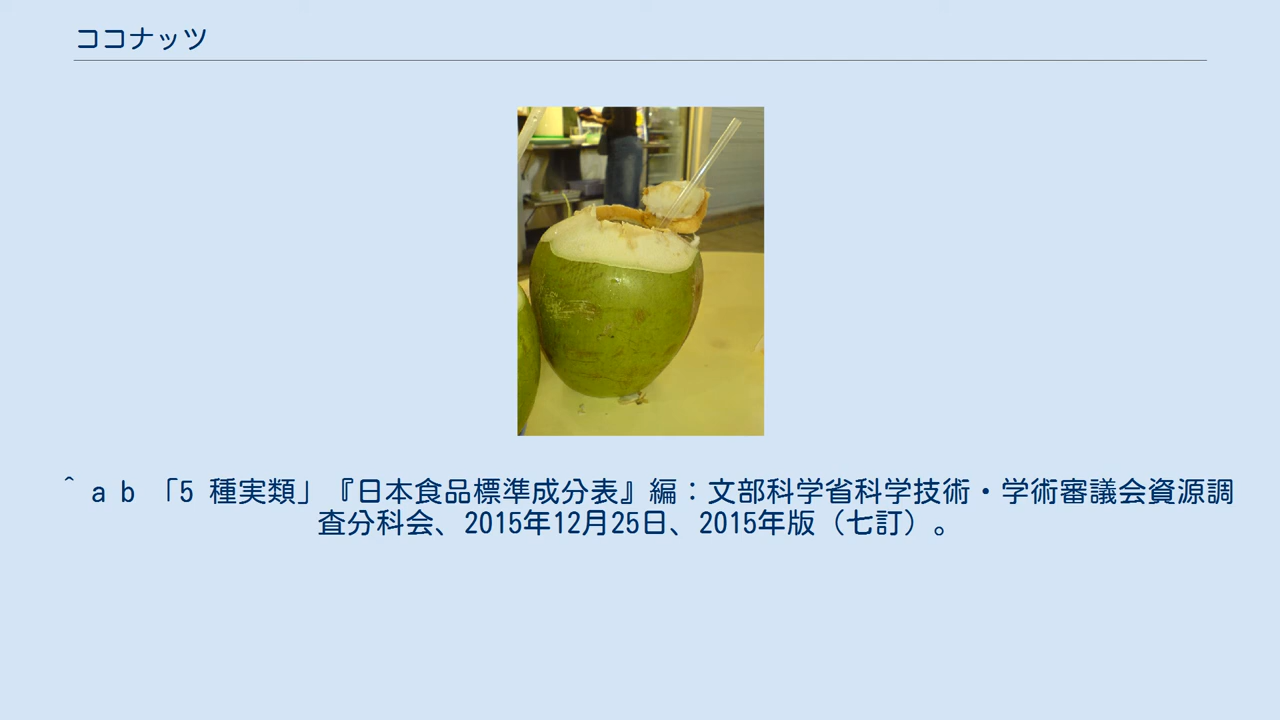 ココナッツ
^ a b 「5 種実類」『日本食品標準成分表』編：文部科学省科学技術・学術審議会資源調
査分科会、2015年12月25日、2015年版（七訂）。